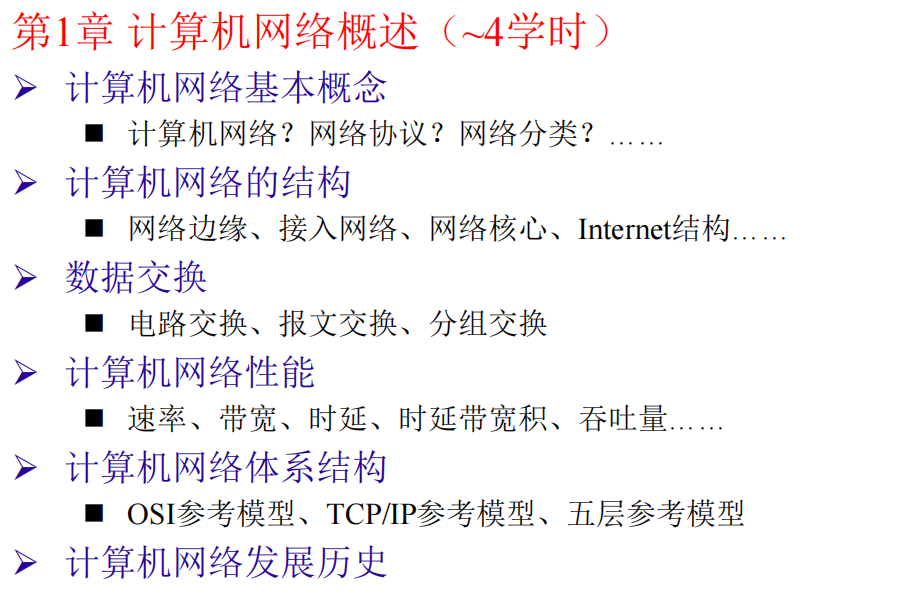 第1章 计算机网络概述（~4学时）
➢ 计算机网络基本概念
■ 计算机网络？网络协议？网络分类？……
➢ 计算机网络的结构
■ 网络边缘、接入网络、网络核心、Internet结构……
➢ 数据交换
■ 电路交换、报文交换、分组交换
➢ 计算机网络性能
■ 速率、带宽、时延、时延带宽积、吞吐量……
➢ 计算机网络体系结构
■ OSI参考模型、TCP/IP参考模型、五层参考模型
➢ 计算机网络发展历史